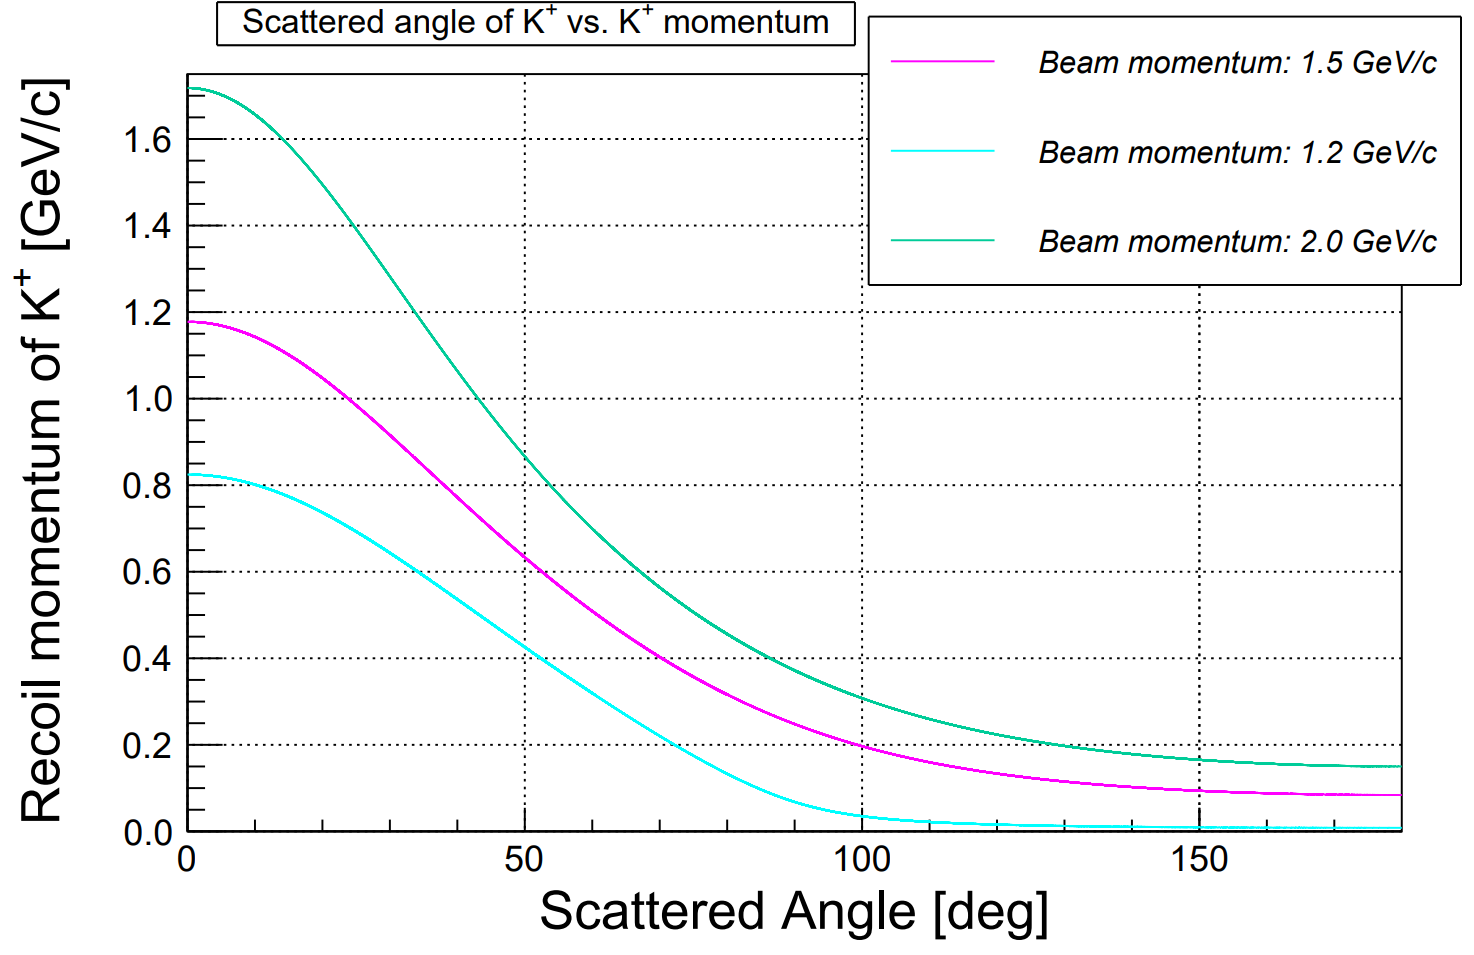 Scattered angle of K⁺ vs. K⁺ momentum
Beam momentum: 1.5 GeV/c
Beam momentum: 1.2 GeV/c
Beam momentum: 2.0 GeV/c
Recoil momentum of K⁺ [GeV/c]
1.6
1.4
1.2
1.0
0.8
0.6
0.4
0.2
0.0
0 50 100 150
Scattered Angle [deg]